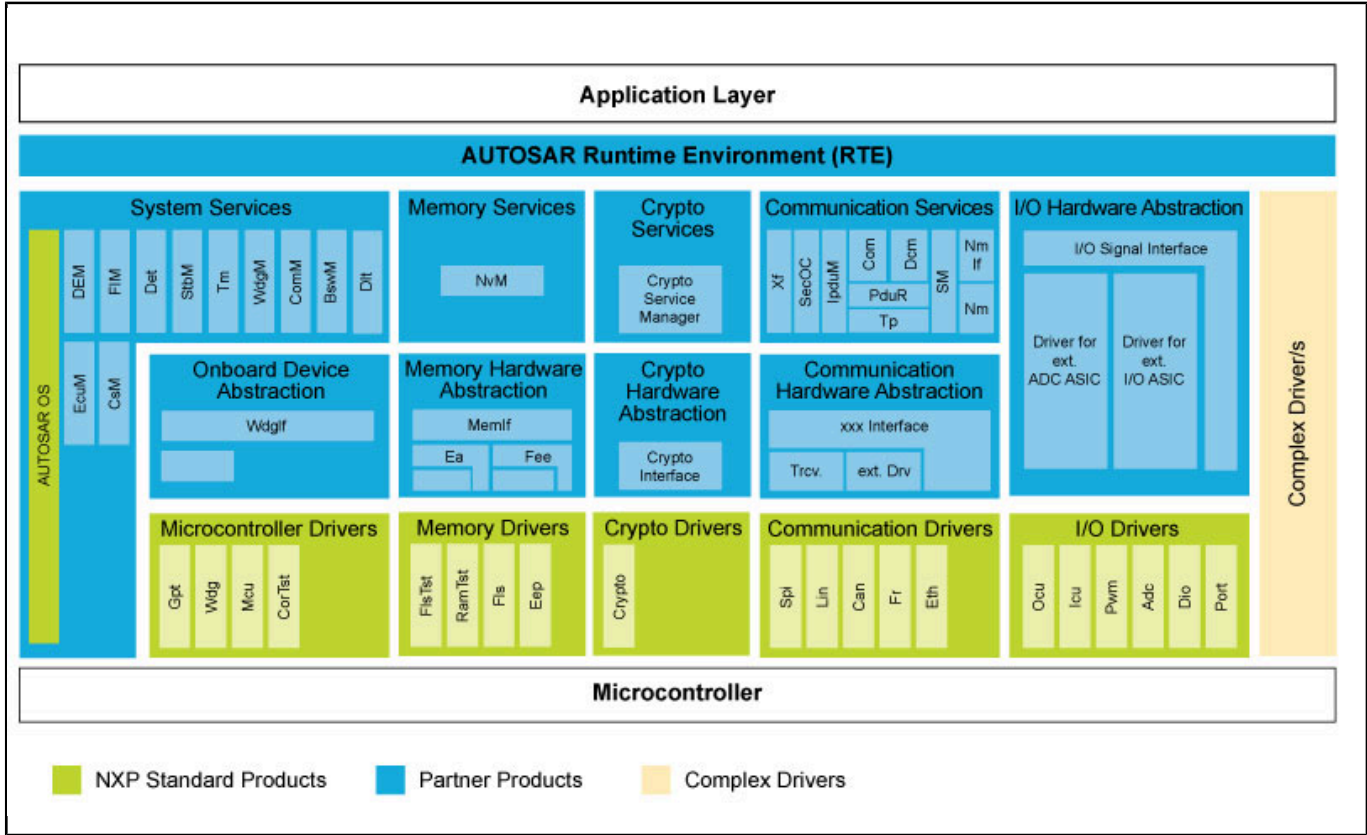 Application Layer
AUTOSAR Runtime Environment (RTE)
System Services
AUTOSAR OS
DEM
FIM
Det
StbM
Tm
WdgM
ComM
BswM
Dlt
EcuM
CsM
Memory Services
NvM
Crypto
Services
Crypto
Service
Manager
Communication Services
Xf
SecOC
IpduM
Com
Dcm
PduR
Tp
SM
Nm
If
Nm
I/O Hardware Abstraction
I/O Signal Interface
Driver for
ext.
ADC ASIC
Driver for
ext.
I/O ASIC
Complex Driver/s
Onboard Device
Abstraction
WdgIf
Memory Hardware
Abstraction
MemIf
Ea
Fee
Crypto
Hardware
Abstraction
Crypto
Interface
Communication
Hardware Abstraction
xxx Interface
Trcv.
ext. Drv
Microcontroller Drivers
Gpt
Wdg
Mcu
CorTst
Memory Drivers
FlsTst
RamTst
Fls
Eep
Crypto Drivers
Crypto
Communication Drivers
Spi
Lin
Can
Fr
Eth
I/O Drivers
Ocu
Icu
Pwm
Adc
Dio
Port
Microcontroller
NXP Standard Products
Partner Products
Complex Drivers